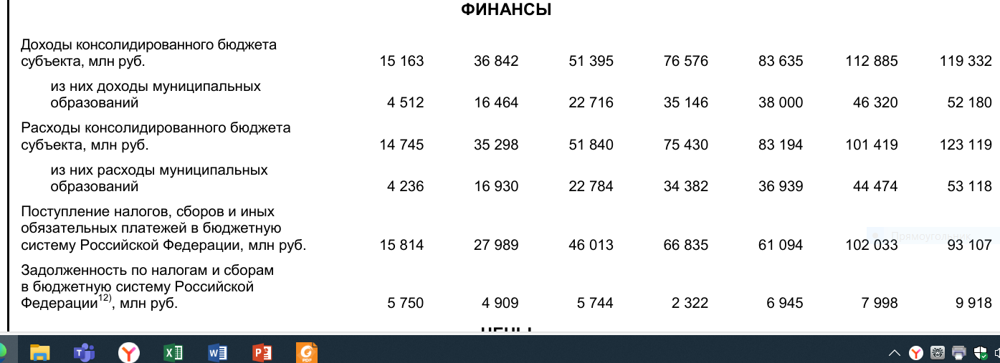 ФИНАНСЫ
Доходы консолидированного бюджета
субъекта, млн руб. 15 163 36 842 51 395 76 576 83 635 112 885 119 332
из них доходы муниципальных
образований 4 512 16 464 22 716 35 146 38 000 46 320 52 180
Расходы консолидированного бюджета
субъекта, млн руб. 14 745 35 298 51 840 75 430 83 194 101 419 123 119
из них расходы муниципальных
образований 4 236 16 930 22 784 34 382 36 939 44 474 53 118
Поступление налогов, сборов и иных
обязательных платежей в бюджетную
Прямоугольник
систему Российской Федерации, млн руб. 15 814 27 989 46 013 66 835 61 094 102 033 93 107
Задолженность по налогам и сборам
в бюджетную систему Российской
Федерации12), млн руб. 5 750 4 909 5 744 2 322 6 945 7 998 9 918
ЦЕНЫ